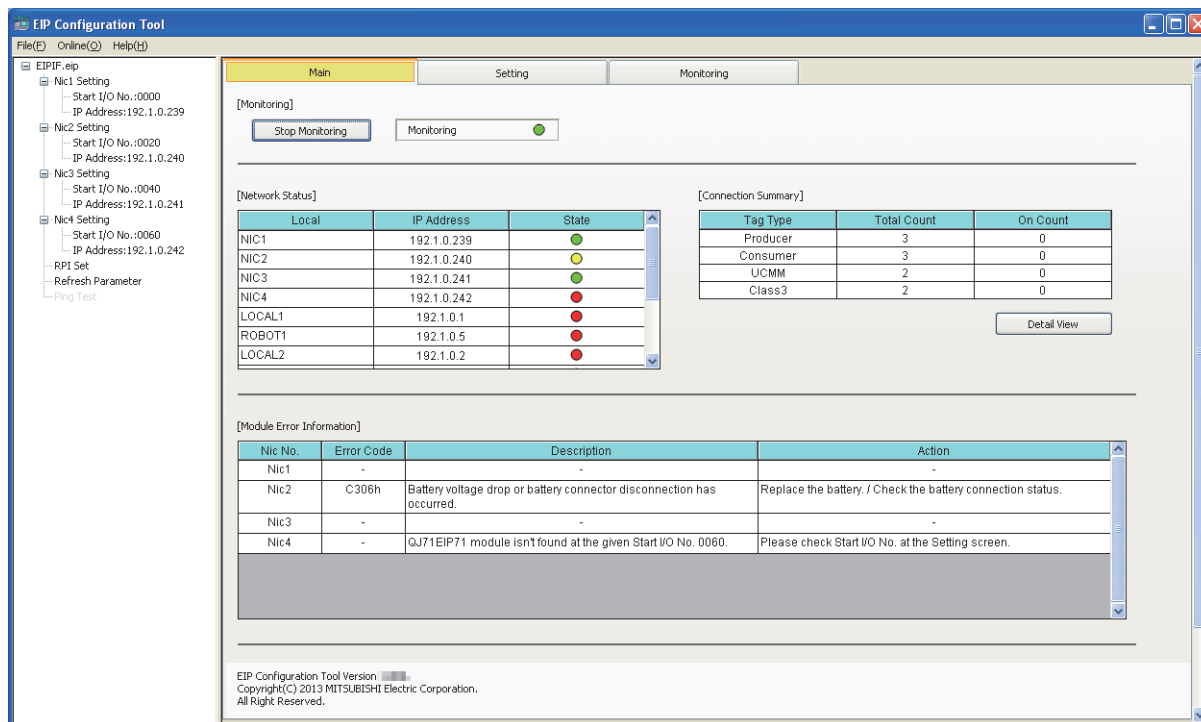 EIP Configuration Tool
File(F) Online(O) Help(H)
EIPIF.eip
Nic1 Setting
Start I/O No.:0000
IP Address:192.1.0.239
Nic2 Setting
Start I/O No.:0020
IP Address:192.1.0.240
Nic3 Setting
Start I/O No.:0040
IP Address:192.1.0.241
Nic4 Setting
Start I/O No.:0060
IP Address:192.1.0.242
RPI Set
Refresh Parameter
Ping Test
Main Setting Monitoring
[Monitoring]
Stop Monitoring Monitoring
[Network Status]
Local IP Address State
NIC1 192.1.0.239
NIC2 192.1.0.240
NIC3 192.1.0.241
NIC4 192.1.0.242
LOCAL1 192.1.0.1
ROBOT1 192.1.0.5
LOCAL2 192.1.0.2
[Connection Summary]
Tag Type Total Count On Count
Producer 3 0
Consumer 3 0
UCMM 2 0
Class3 2 0
Detail View
[Module Error Information]
Nic No. Error Code Description Action
Nic1 - - -
Nic2 C306h Battery voltage drop or battery connector disconnection has Replace the battery. / Check the battery connection status.
occurred.
Nic3 - - -
Nic4 - QJ71EIP71 module isn't found at the given Start I/O No. 0060. Please check Start I/O No. at the Setting screen.
EIP Configuration Tool Version
Copyright(C) 2013 MITSUBISHI Electric Corporation.
All Right Reserved.